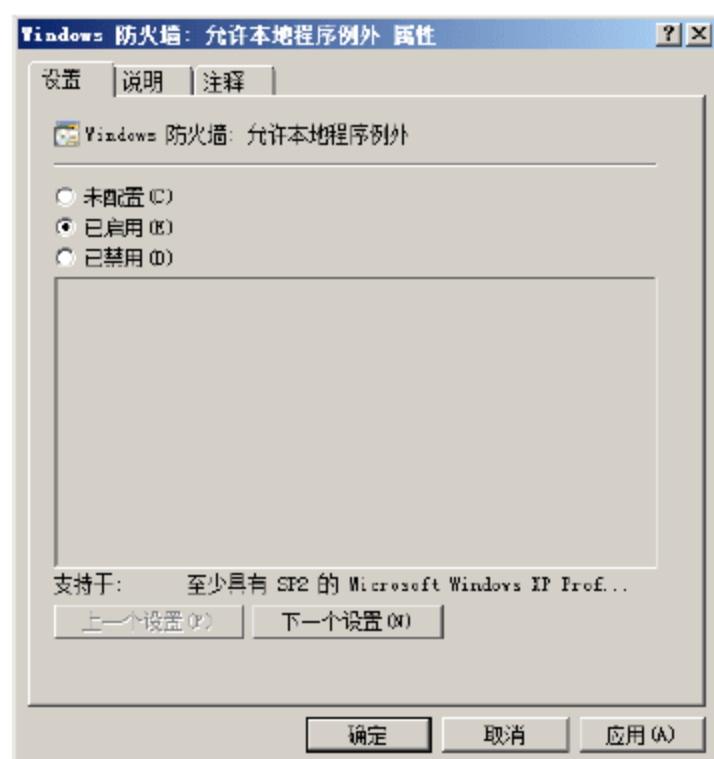 Windows 防火墙: 允许本地程序例外 属性
设置 说明 注释
Windows 防火墙: 允许本地程序例外
未配置(C)
已启用(E)
已禁用(D)
支持于: 至少具有 SP2 的 Microsoft Windows XP Prof...
上一个设置(P) 下一个设置(N)
确定 取消 应用(A)